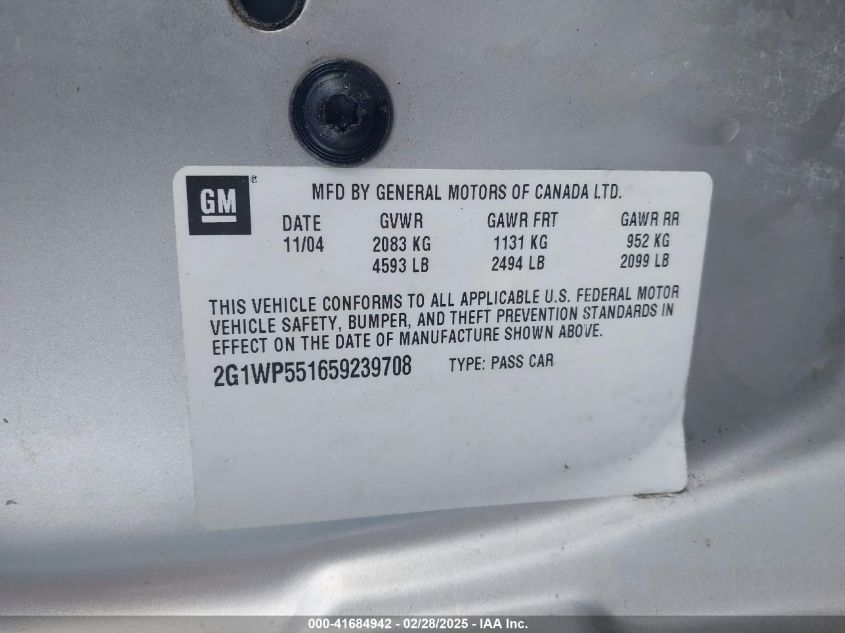 GM®
MFD BY GENERAL MOTORS OF CANADA LTD.
DATE GVWR GAWR FRT GAWR RR
11/04 2083 KG 1131 KG 952 KG
4593 LB 2494 LB 2099 LB
THIS VEHICLE CONFORMS TO ALL APPLICABLE U.S. FEDERAL MOTOR
VEHICLE SAFETY, BUMPER, AND THEFT PREVENTION STANDARDS IN
EFFECT ON THE DATE OF MANUFACTURE SHOWN ABOVE.
2G1WP551659239708 TYPE: PASS CAR
000-41684942 - 02/28/2025 - IAA Inc.